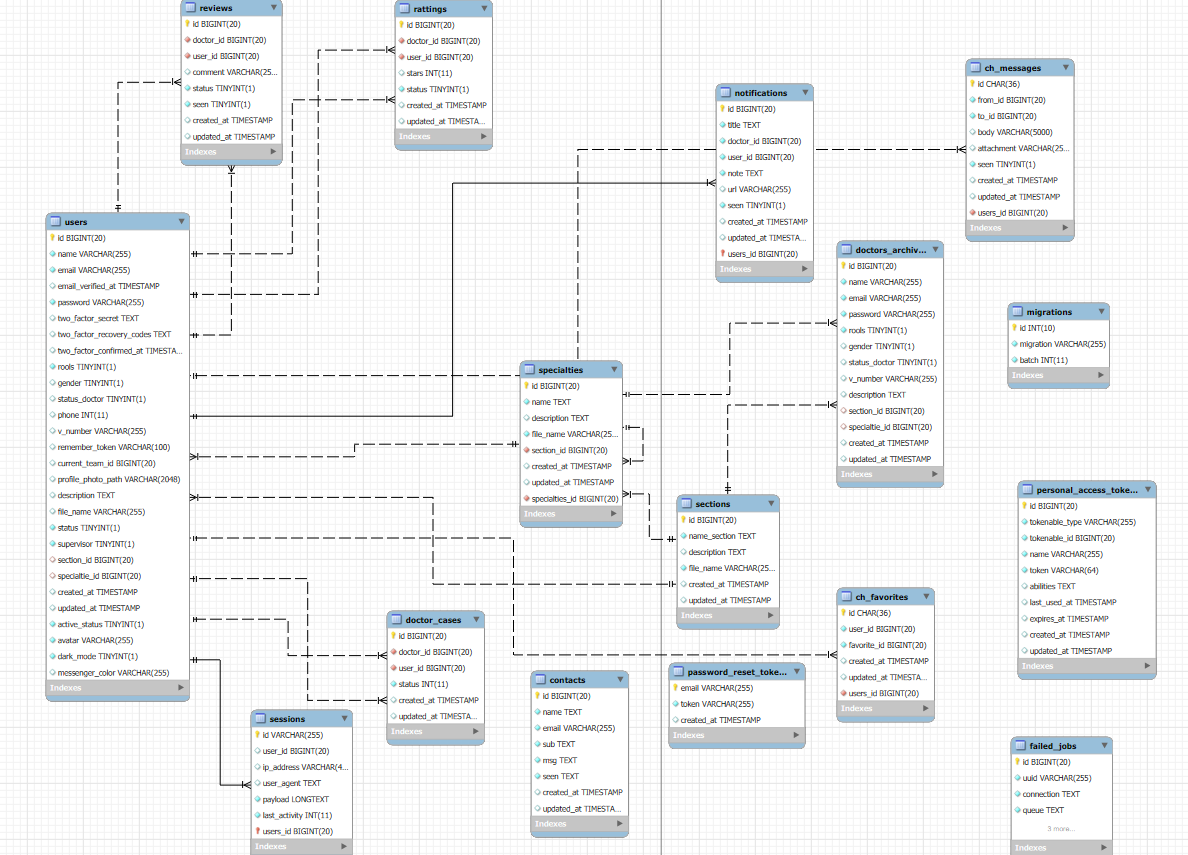 reviews
id BIGINT(20)
doctor_id BIGINT(20)
user_id BIGINT(20)
comment VARCHAR(25...
status TINYINT(1)
seen TINYINT(1)
created_at TIMESTAMP
updated_at TIMESTAMP
Indexes
rattings
id BIGINT(20)
doctor_id BIGINT(20)
user_id BIGINT(20)
stars INT(11)
status TINYINT(1)
created_at TIMESTAMP
updated_at TIMESTA...
Indexes
notifications
id BIGINT(20)
title TEXT
doctor_id BIGINT(20)
user_id BIGINT(20)
note TEXT
url VARCHAR(255)
seen TINYINT(1)
created_at TIMESTAMP
updated_at TIMESTA...
users_id BIGINT(20)
Indexes
ch_messages
id CHAR(36)
from_id BIGINT(20)
to_id BIGINT(20)
body VARCHAR(5000)
attachment VARCHAR(25...
seen TINYINT(1)
created_at TIMESTAMP
updated_at TIMESTAMP
users_id BIGINT(20)
Indexes
users
id BIGINT(20)
name VARCHAR(255)
email VARCHAR(255)
email_verified_at TIMESTAMP
password VARCHAR(255)
two_factor_secret TEXT
two_factor_recovery_codes TEXT
two_factor_confirmed_at TIMESTA...
rools TINYINT(1)
gender TINYINT(1)
status_doctor TINYINT(1)
phone INT(11)
v_number VARCHAR(255)
remember_token VARCHAR(100)
current_team_id BIGINT(20)
profile_photo_path VARCHAR(2048)
description TEXT
file_name VARCHAR(255)
status TINYINT(1)
supervisor TINYINT(1)
section_id BIGINT(20)
specialtie_id BIGINT(20)
created_at TIMESTAMP
updated_at TIMESTAMP
active_status TINYINT(1)
avatar VARCHAR(255)
dark_mode TINYINT(1)
messenger_color VARCHAR(255)
Indexes
doctors_archiv...
id BIGINT(20)
name VARCHAR(255)
email VARCHAR(255)
password VARCHAR(255)
rools TINYINT(1)
gender TINYINT(1)
status_doctor TINYINT(1)
v_number VARCHAR(255)
description TEXT
section_id BIGINT(20)
specialtie_id BIGINT(20)
created_at TIMESTAMP
updated_at TIMESTAMP
Indexes
migrations
id INT(10)
migration VARCHAR(255)
batch INT(11)
Indexes
specialties
id BIGINT(20)
name TEXT
description TEXT
file_name VARCHAR(25...
section_id BIGINT(20)
created_at TIMESTAMP
updated_at TIMESTAMP
specialties_id BIGINT(20)
Indexes
sections
id BIGINT(20)
name_section TEXT
description TEXT
file_name VARCHAR(25...
created_at TIMESTAMP
updated_at TIMESTAMP
Indexes
personal_access_toke...
id BIGINT(20)
tokenable_type VARCHAR(255)
tokenable_id BIGINT(20)
name VARCHAR(255)
token VARCHAR(64)
abilities TEXT
last_used_at TIMESTAMP
expires_at TIMESTAMP
created_at TIMESTAMP
updated_at TIMESTAMP
Indexes
ch_favorites
id CHAR(36)
user_id BIGINT(20)
favorite_id BIGINT(20)
created_at TIMESTAMP
updated_at TIMESTA...
users_id BIGINT(20)
Indexes
doctor_cases
id BIGINT(20)
doctor_id BIGINT(20)
user_id BIGINT(20)
status INT(11)
created_at TIMESTAMP
updated_at TIMESTA...
Indexes
contacts
id BIGINT(20)
name TEXT
email VARCHAR(255)
sub TEXT
msg TEXT
seen TEXT
created_at TIMESTAMP
updated_at TIMESTA...
Indexes
password_reset_toke...
email VARCHAR(255)
token VARCHAR(255)
created_at TIMESTAMP
Indexes
sessions
id VARCHAR(255)
user_id BIGINT(20)
ip_address VARCHAR(4...
user_agent TEXT
payload LONGTEXT
last_activity INT(11)
users_id BIGINT(20)
Indexes
failed_jobs
id BIGINT(20)
uuid VARCHAR(255)
connection TEXT
queue TEXT
3 more...
Indexes